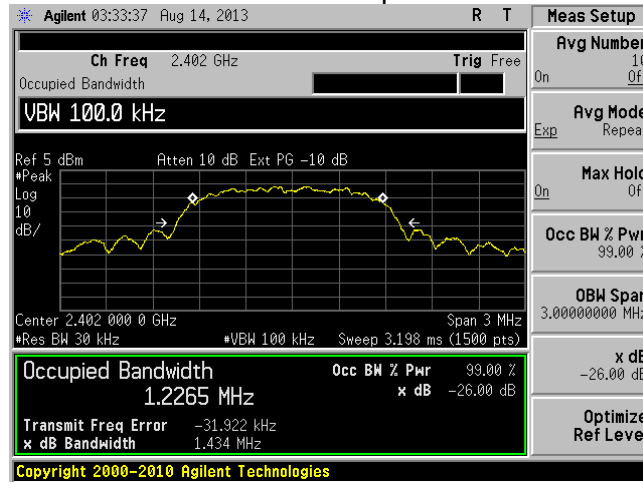 Agilent 03:33:37 Aug 14, 2013 R T
Meas Setup
Ch Freq 2.402 GHz Trig Free
Occupied Bandwidth
VBW 100.0 kHz
Ref 5 dBm Atten 10 dB Ext PG -10 dB
#Peak
Log
10
dB/
Center 2.402 000 0 GHz Span 3 MHz
#Res BW 30 kHz #VBW 100 kHz Sweep 3.198 ms (1500 pts)
Occupied Bandwidth Occ BW % Pwr 99.00 %
1.2265 MHz x dB -26.00 dB
Transmit Freq Error -31.922 kHz
x dB Bandwidth 1.434 MHz
Avg Number
10
On Off
Avg Mode
Exp Repeat
Max Hold
On Off
Occ BW % Pwr
99.00 %
OBW Span
3.00000000 MHz
x dB
-26.00 dB
Optimize
Ref Level
Copyright 2000-2010 Agilent Technologies